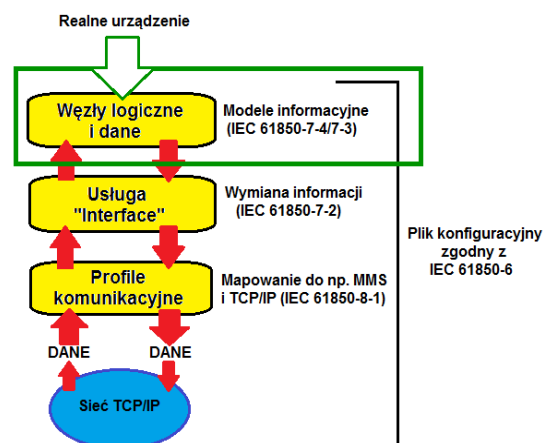 Realne urządzenie
Węzły logiczne
i dane
Modele informacyjne
(IEC 61850-7-4/7-3)
Usługa
"Interface"
Wymiana informacji
(IEC 61850-7-2)
Plik konfiguracyjny
zgodny z
IEC 61850-6
Profile
komunikacyjne
Mapowanie do np. MMS
i TCP/IP (IEC 61850-8-1)
DANE DANE
Sieć TCP/IP